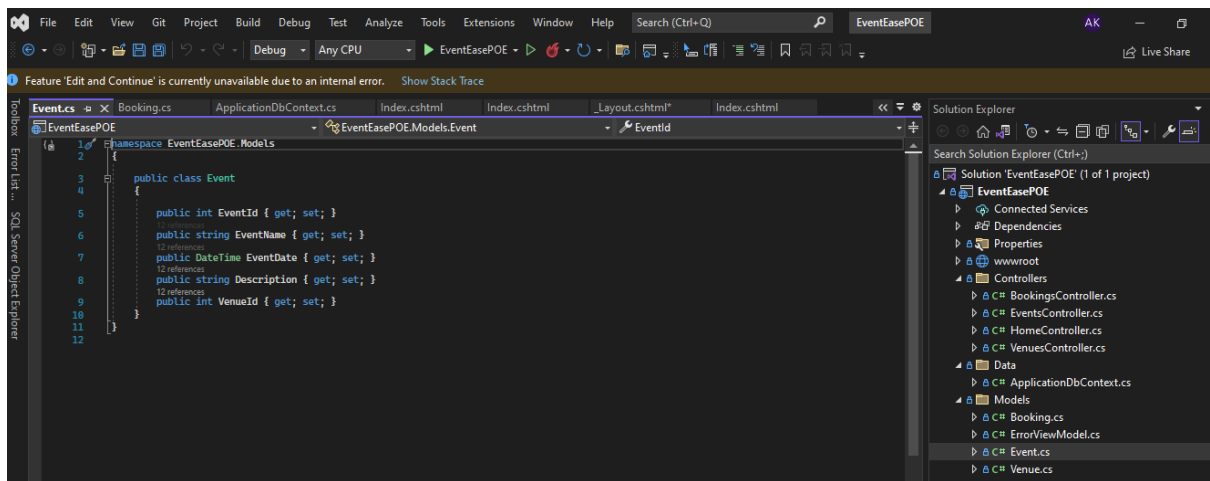 File Edit View Git Project Build Debug Test Analyze Tools Extensions Window Help Search (Ctrl+Q) EventEasePOE AK
Debug Any CPU EventEasePOE Live Share
Feature 'Edit and Continue' is currently unavailable due to an internal error. Show Stack Trace
Toolbox
Error List ...
SQL Server Object Explorer
Event.cs Booking.cs ApplicationDbContext.cs Index.cshtml Index.cshtml _Layout.cshtml* Index.cshtml
EventEasePOE EventEasePOE.Models.Event EventId
1 namespace EventEasePOE.Models
2 {
3 public class Event
4 {
5 public int EventId { get; set; }
12 references
6 public string EventName { get; set; }
12 references
7 public DateTime EventDate { get; set; }
12 references
8 public string Description { get; set; }
12 references
9 public int VenueId { get; set; }
10 }
11 }
12
Solution Explorer
Search Solution Explorer (Ctrl+;)
Solution 'EventEasePOE' (1 of 1 project)
EventEasePOE
Connected Services
Dependencies
Properties
wwwroot
Controllers
C# BookingsController.cs
C# EventsController.cs
C# HomeController.cs
C# VenuesController.cs
Data
C# ApplicationDbContext.cs
Models
C# Booking.cs
C# ErrorViewModel.cs
C# Event.cs
C# Venue.cs